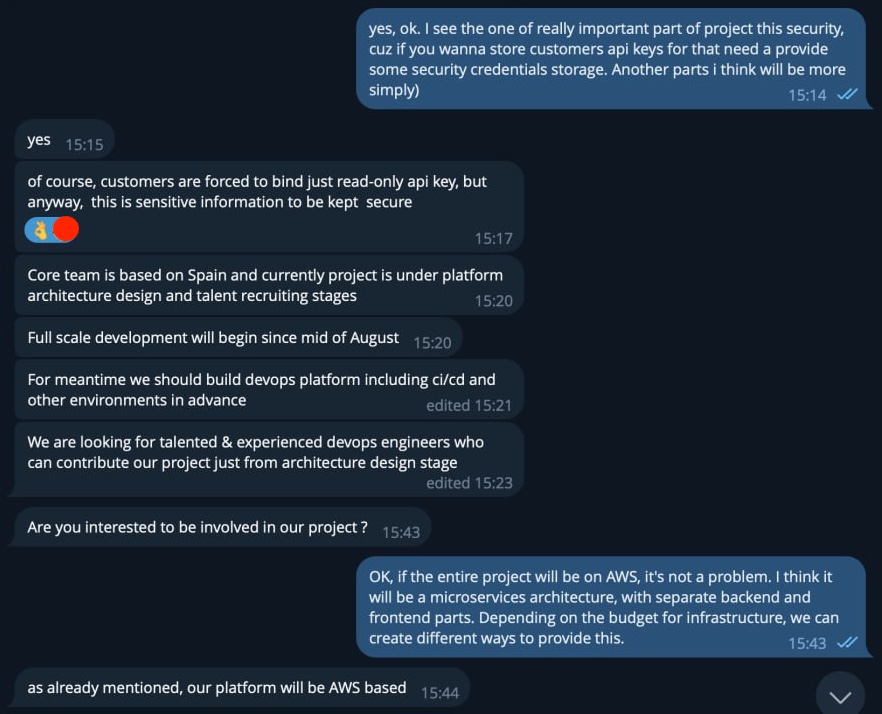 yes, ok. I see the one of really important part of project this security,
cuz if you wanna store customers api keys for that need a provide
some security credentials storage. Another parts i think will be more
simply)
15:14
yes 15:15
of course, customers are forced to bind just read-only api key, but
anyway, this is sensitive information to be kept secure
15:17
Core team is based on Spain and currently project is under platform
architecture design and talent recruiting stages 15:20
Full scale development will begin since mid of August 15:20
For meantime we should build devops platform including ci/cd and
other environments in advance edited 15:21
We are looking for talented & experienced devops engineers who
can contribute our project just from architecture design stage
edited 15:23
Are you interested to be involved in our project ? 15:43
OK, if the entire project will be on AWS, it's not a problem. I think it
will be a microservices architecture, with separate backend and
frontend parts. Depending on the budget for infrastructure, we can
create different ways to provide this. 15:43
as already mentioned, our platform will be AWS based 15:44